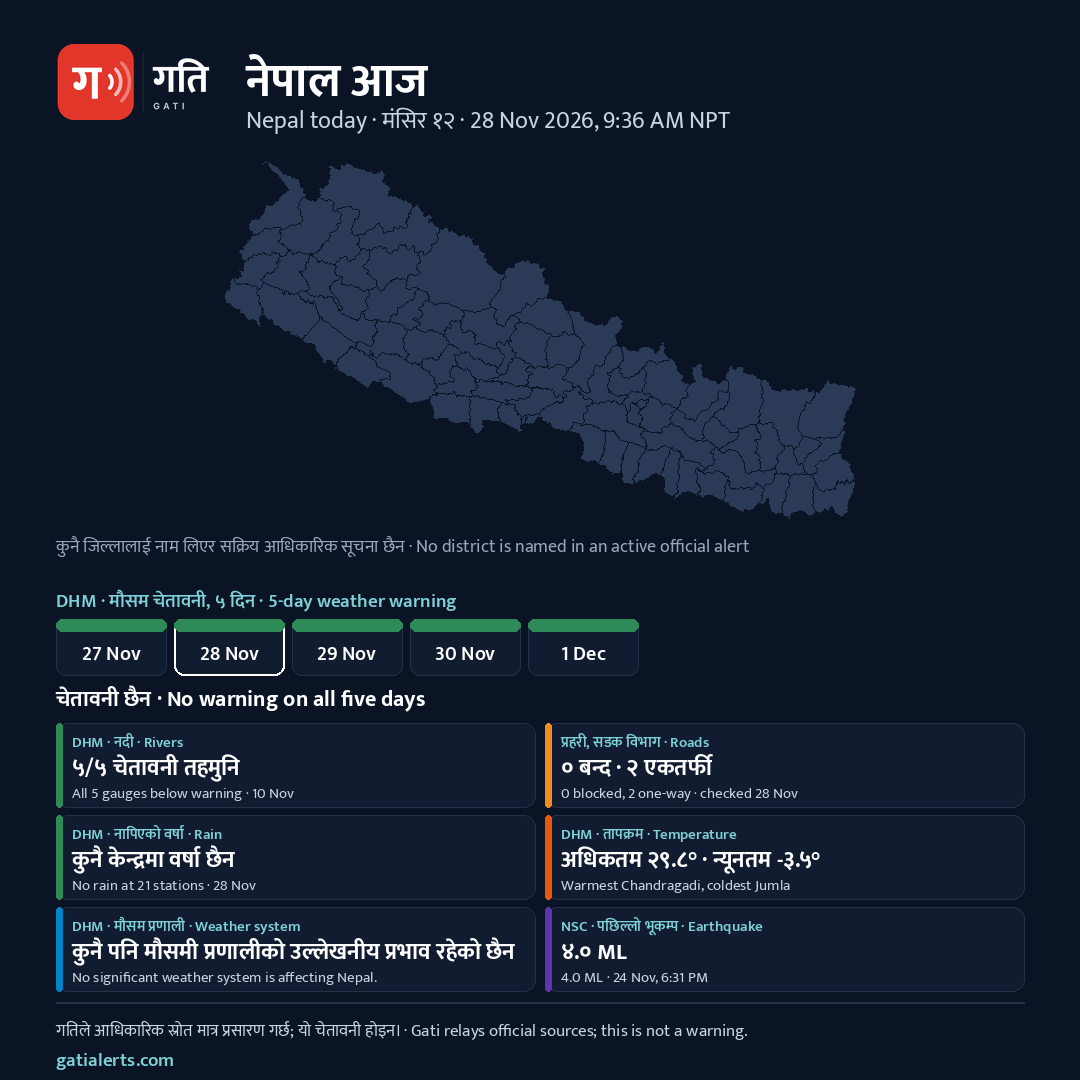 ग
गति
GATI
नेपाल आज
Nepal today · मंसिर १२ · 28 Nov 2026, 9:36 AM NPT
कुनै जिल्लालाई नाम लिएर सक्रिय आधिकारिक सूचना छैन · No district is named in an active official alert
DHM · मौसम चेतावनी, ५ दिन · 5-day weather warning
27 Nov
28 Nov
29 Nov
30 Nov
1 Dec
चेतावनी छैन · No warning on all five days
DHM · नदी · Rivers
५/५ चेतावनी तहमुनि
All 5 gauges below warning · 10 Nov
प्रहरी, सडक विभाग · Roads
० बन्द · २ एकतर्फी
0 blocked, 2 one-way · checked 28 Nov
DHM · नापिएको वर्षा · Rain
कुनै केन्द्रमा वर्षा छैन
No rain at 21 stations · 28 Nov
DHM · तापक्रम · Temperature
अधिकतम २९.८° · न्यूनतम -३.५°
Warmest Chandragadi, coldest Jumla
DHM · मौसम प्रणाली · Weather system
कुनै पनि मौसमी प्रणालीको उल्लेखनीय प्रभाव रहेको छैन
No significant weather system is affecting Nepal.
NSC · पछिल्लो भूकम्प · Earthquake
४.० ML
4.0 ML · 24 Nov, 6:31 PM
गतिले आधिकारिक स्रोत मात्र प्रसारण गर्छ; यो चेतावनी होइन। · Gati relays official sources; this is not a warning.
gatialerts.com